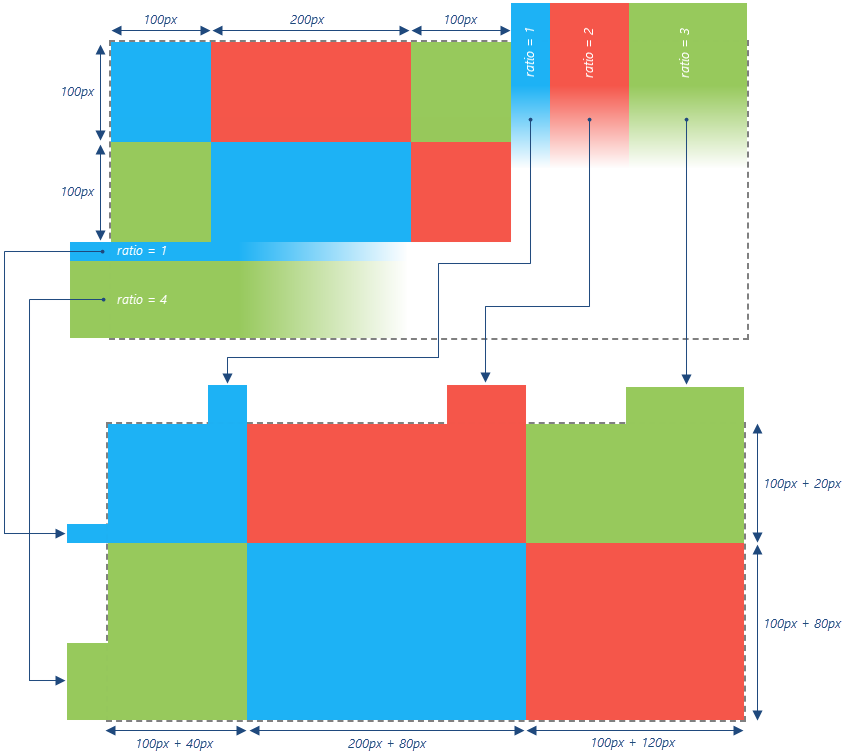 100px
200px
100px
ratio = 1
ratio = 2
ratio = 3
100px
100px
ratio = 1
ratio = 4
100px + 20px
100px + 80px
100px + 40px
200px + 80px
100px + 120px